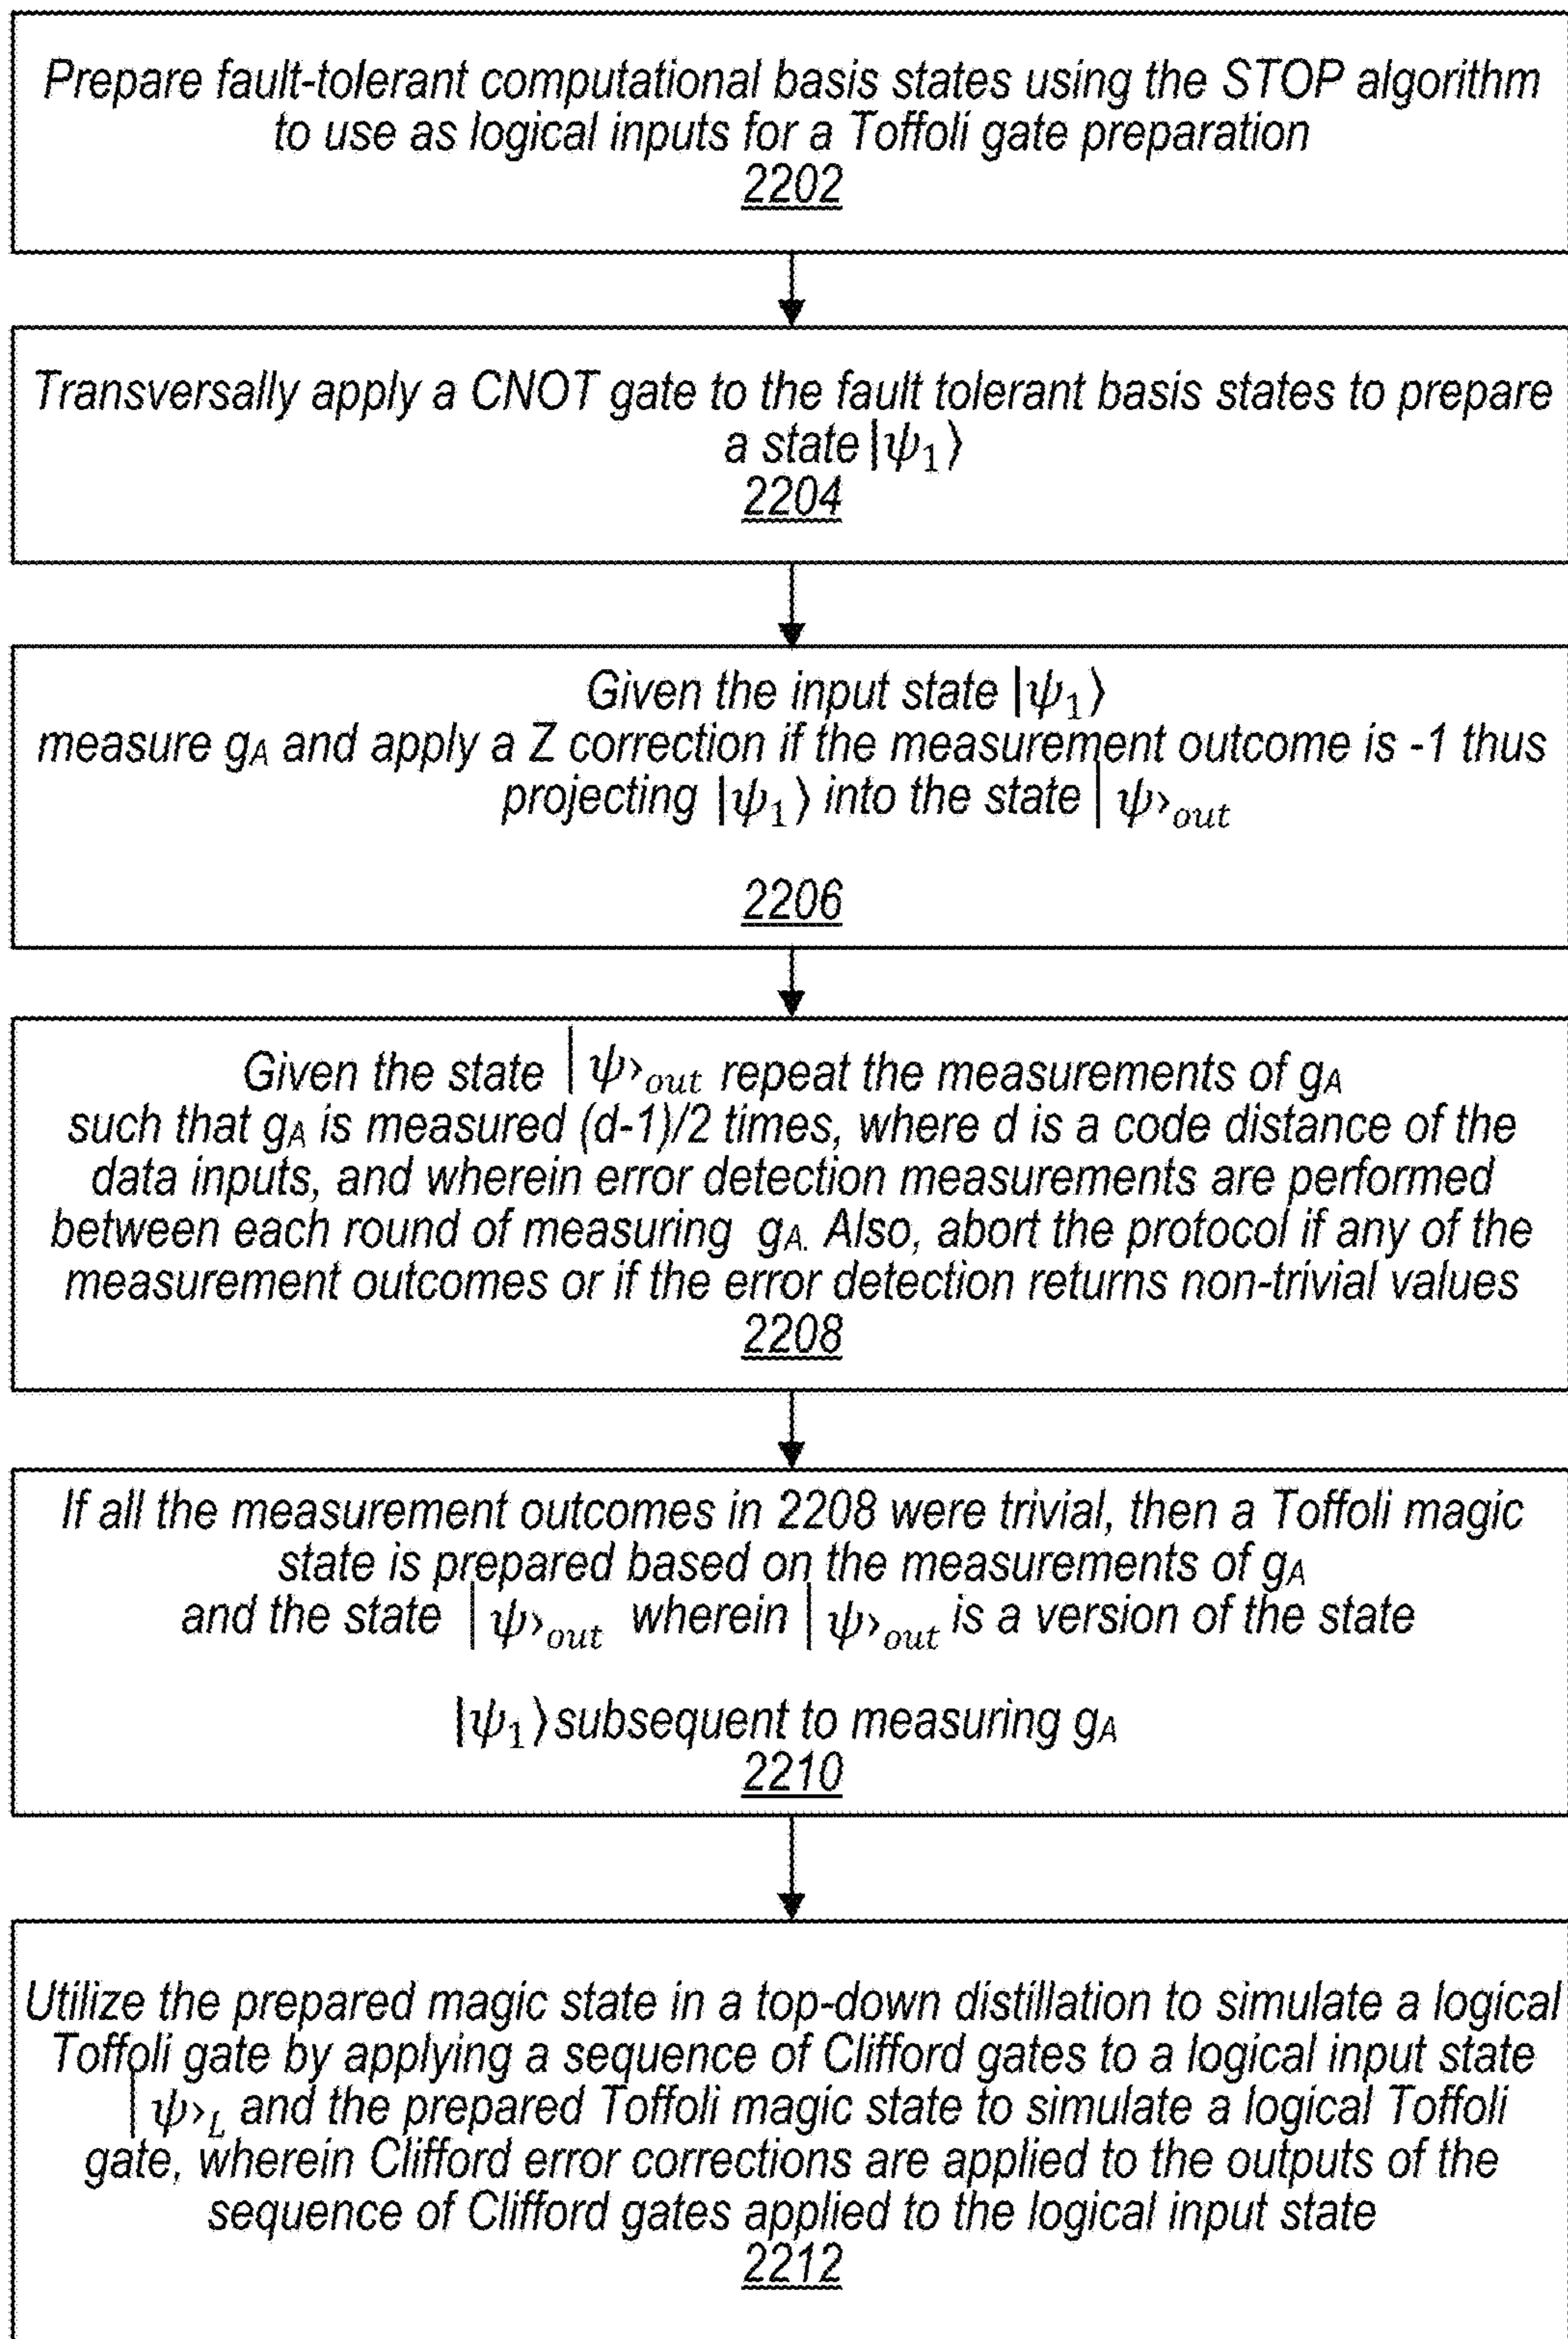 Prepare fault-tolerant computational basis states using the STOP algorithm
to use as logical inputs for a Toffoli gate preparation
2202
Transversally apply a CNOT gate to the fault tolerant basis states to prepare
a state |ψ₁⟩
2204
Given the input state |ψ₁⟩
measure gA and apply a Z correction if the measurement outcome is -1 thus
projecting |ψ₁⟩ into the state |ψ›out
2206
Given the state |ψ›out repeat the measurements of gA
such that gA is measured (d-1)/2 times, where d is a code distance of the
data inputs, and wherein error detection measurements are performed
between each round of measuring gA. Also, abort the protocol if any of the
measurement outcomes or if the error detection returns non-trivial values
2208
If all the measurement outcomes in 2208 were trivial, then a Toffoli magic
state is prepared based on the measurements of gA
and the state |ψ›out wherein |ψ›out is a version of the state
|ψ₁⟩ subsequent to measuring gA
2210
Utilize the prepared magic state in a top-down distillation to simulate a logical
Toffoli gate by applying a sequence of Clifford gates to a logical input state
|ψ›L and the prepared Toffoli magic state to simulate a logical Toffoli
gate, wherein Clifford error corrections are applied to the outputs of the
sequence of Clifford gates applied to the logical input state
2212